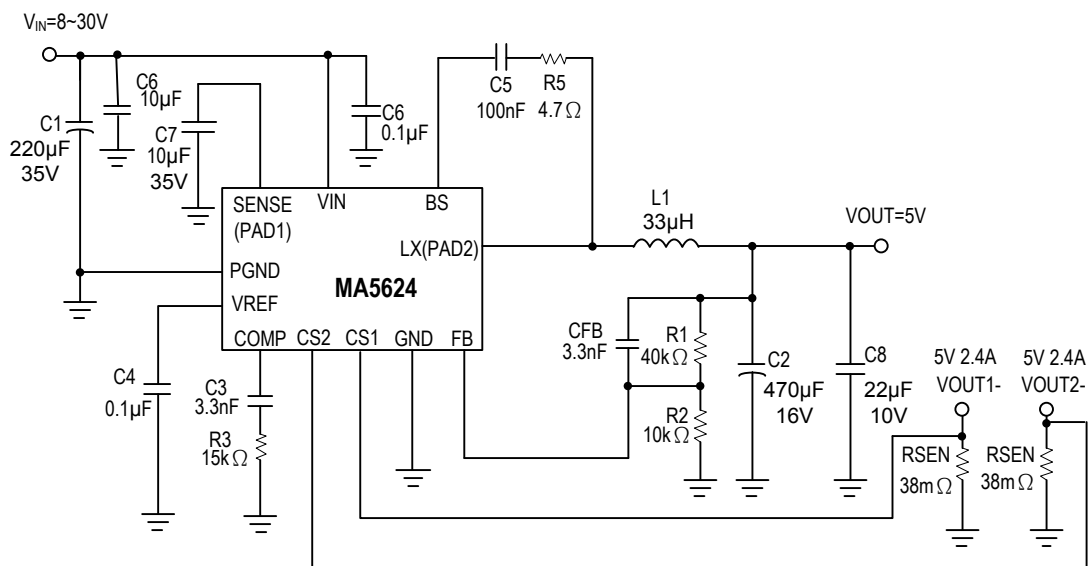 VIN=8~30V
C6
10µF
C1
220µF
35V
C7
10µF
35V
C6
0.1µF
C5
100nF
R5
4.7Ω
SENSE
(PAD1)
VIN
BS
LX(PAD2)
PGND
VREF
MA5624
COMP
CS2
CS1
GND
FB
L1
33µH
VOUT=5V
CFB
3.3nF
R1
40kΩ
R2
10kΩ
C2
470µF
16V
C8
22µF
10V
5V 2.4A
VOUT1-
5V 2.4A
VOUT2-
RSEN
38mΩ
RSEN
38mΩ
C4
0.1µF
C3
3.3nF
R3
15kΩ